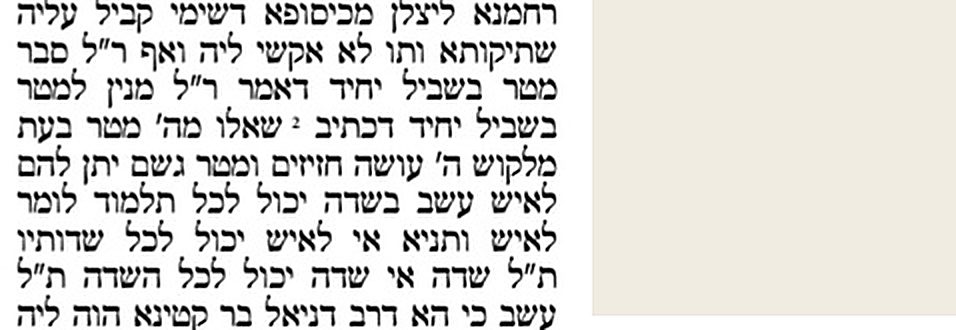 רחמנא ליצלן מכיסופא דשימי קביל עליה
שתיקותא ותו לא אקשי ליה ואף ר״ל סבר
מטר בשביל יחיד דאמר ר״ל מנין למטר
בשביל יחיד דכתיב 2 שאלו מה׳ מטר בעת
מלקוש ה׳ עושה חזיזים ומטר גשם יתן להם
לאיש עשב בשדה יכול לכל תלמוד לומר
לאיש ותניא אי לאיש יכול לכל שדותיו
ת״ל שדה אי שדה יכול לכל השדה ת״ל
עשב כי הא דרב דניאל בר קטינא הוה ליה